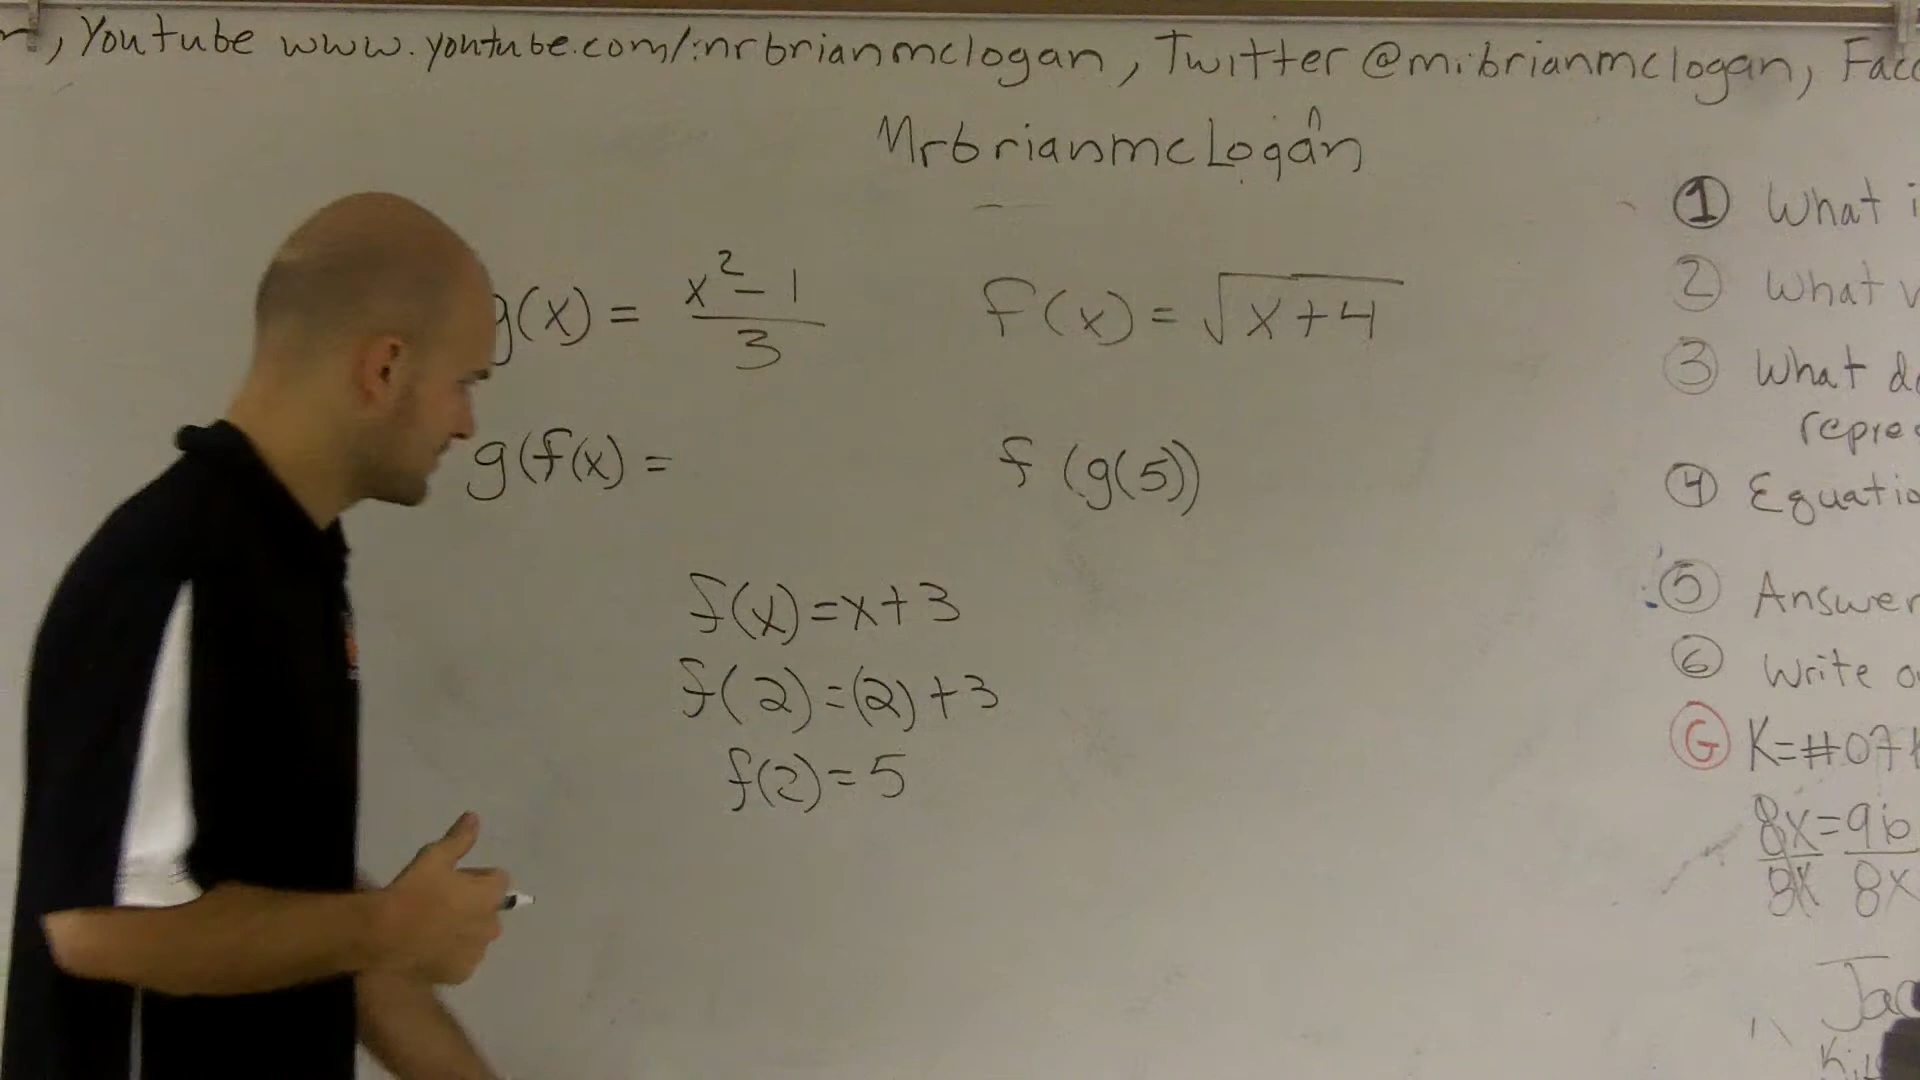 , Youtube www.youtube.com/mrbrianmclogan, Twitter @mrbrianmclogan,
MrbrianmcLogan
g(x) = x² - 1 / 3
f(x) = √x+4
g(f(x) =
f (g(5))
f(x)=x+3
f(2)=(2)+3
f(2)=5
① What
② What
③ What
④ Equatio
⑤ Answer
⑥ Write
G K=#07
8x=96
8x 8x